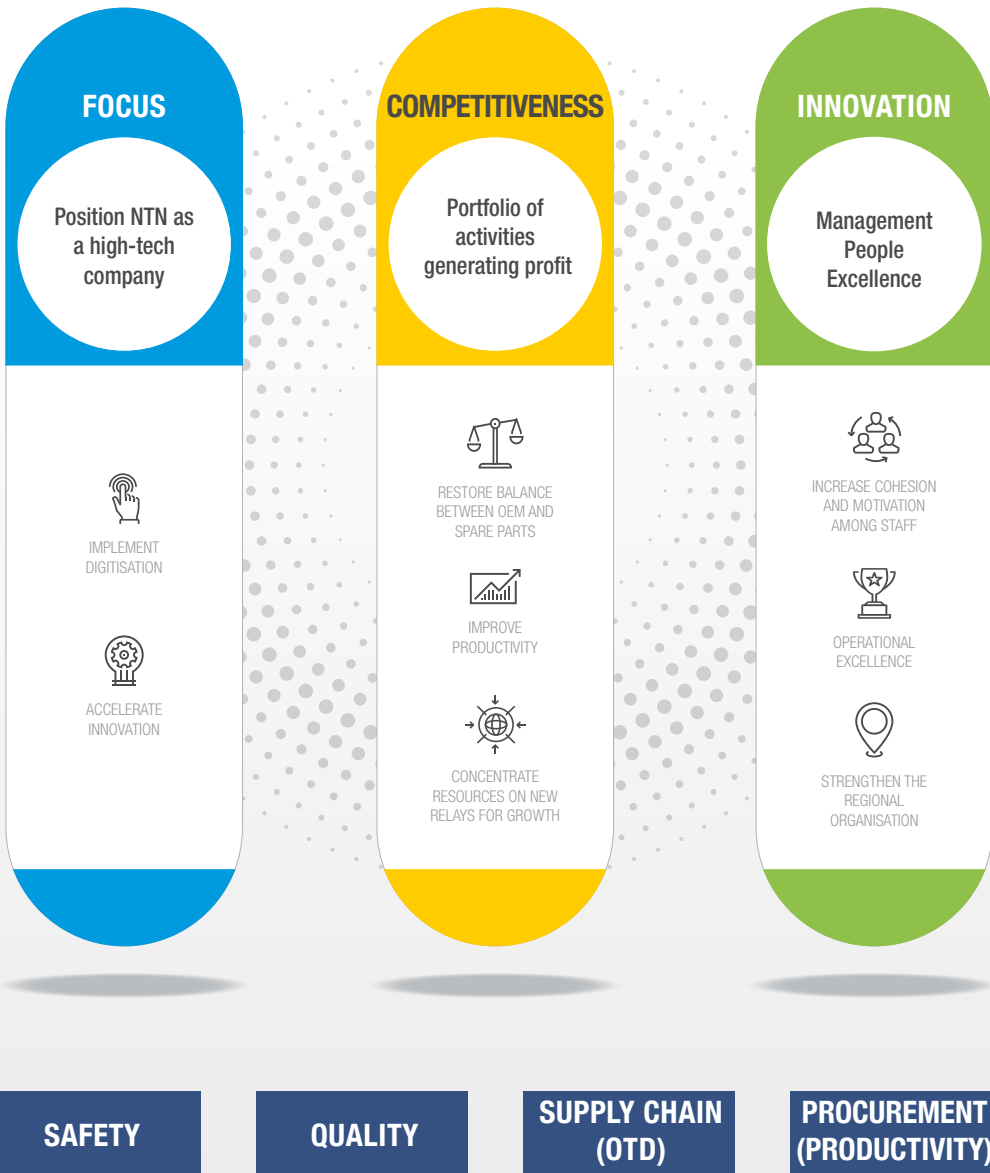 FOCUS
Position NTN as
a high-tech
company
IMPLEMENT
DIGITISATION
ACCELERATE
INNOVATION
COMPETITIVENESS
Portfolio of
activities
generating profit
RESTORE BALANCE
BETWEEN OEM AND
SPARE PARTS
IMPROVE
PRODUCTIVITY
CONCENTRATE
RESOURCES ON NEW
RELAYS FOR GROWTH
INNOVATION
Management
People
Excellence
INCREASE COHESION
AND MOTIVATION
AMONG STAFF
OPERATIONAL
EXCELLENCE
STRENGTHEN THE
REGIONAL
ORGANISATION
SAFETY
QUALITY
SUPPLY CHAIN
(OTD)
PROCUREMENT
(PRODUCTIVITY)